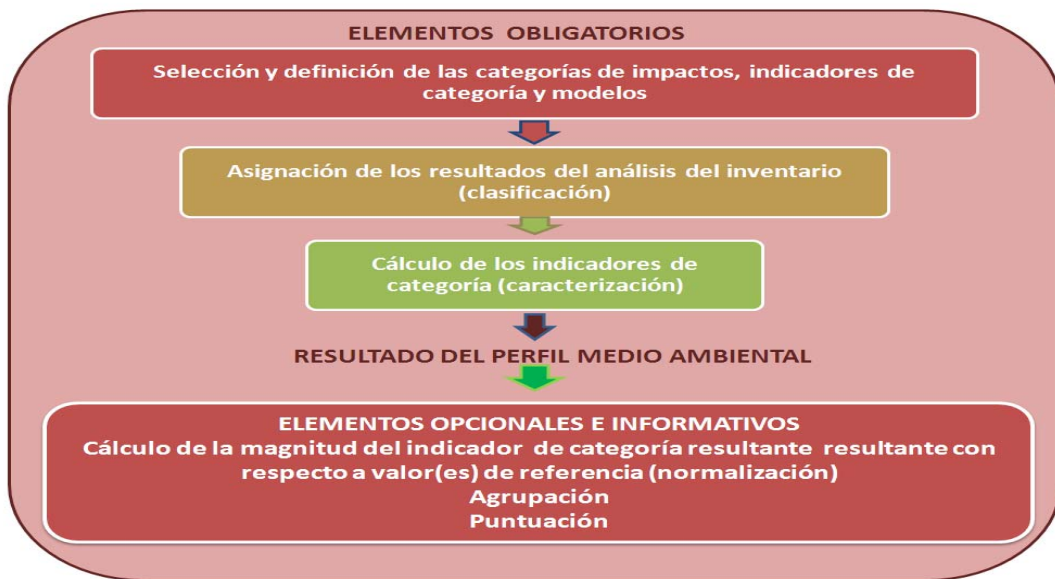 ELEMENTOS OBLIGATORIOS
Selección y definición de las categorías de impactos, indicadores de
categoría y modelos
Asignación de los resultados del análisis del inventario
(clasificación)
Cálculo de los indicadores de
categoría (caracterización)
RESULTADO DEL PERFIL MEDIO AMBIENTAL
ELEMENTOS OPCIONALES E INFORMATIVOS
Cálculo de la magnitud del indicador de categoría resultante resultante con
respecto a valor(es) de referencia (normalización)
Agrupación
Puntuación